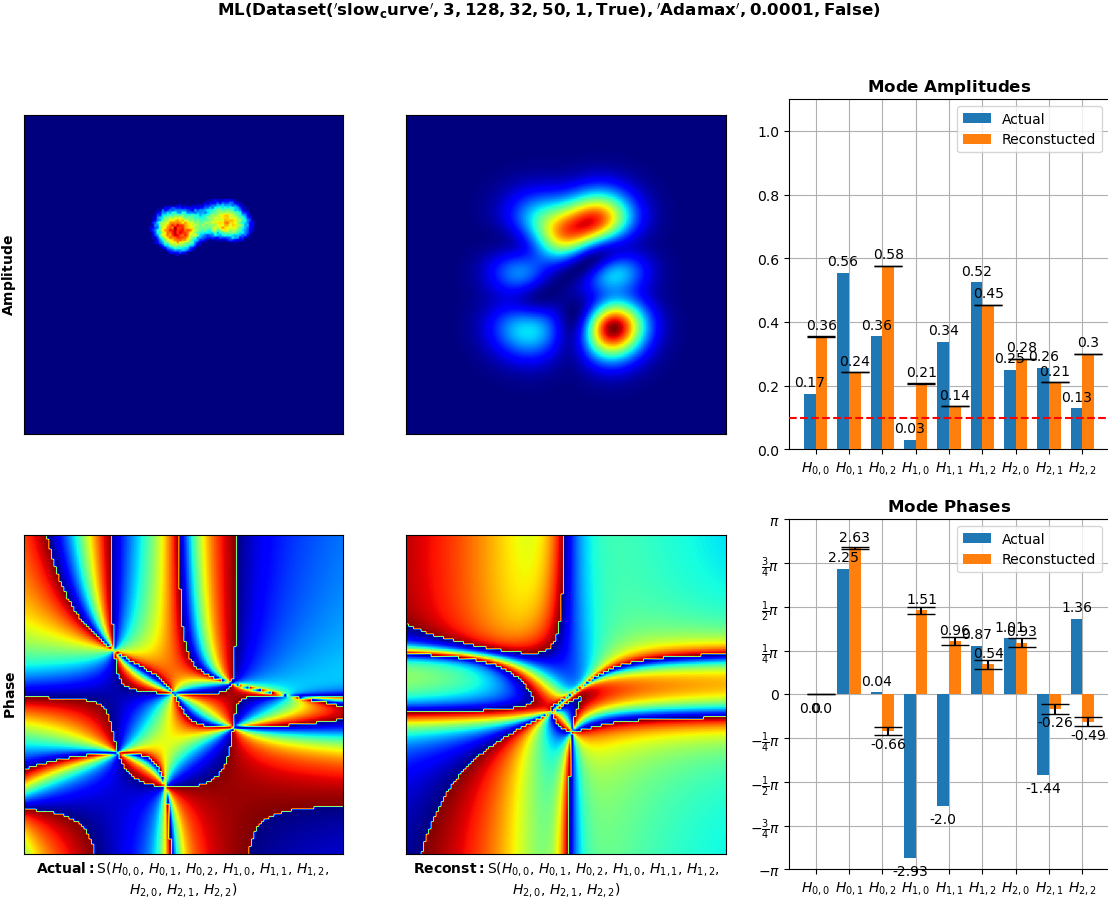 ML(Dataset('slow_curve', 3, 128, 32, 50, 1, True), 'Adamax', 0.0001, False)
Amplitude
Mode Amplitudes
Actual
Reconstucted
1.0
0.8
0.6
0.4
0.2
0.0
0.17
0.36
0.56
0.24
0.36
0.58
0.03
0.21
0.34
0.14
0.52
0.45
0.25
0.28
0.26
0.21
0.13
0.3
H0,0 H0,1 H0,2 H1,0 H1,1 H1,2 H2,0 H2,1 H2,2
Phase
Actual: S(H0,0, H0,1, H0,2, H1,0, H1,1, H1,2,
H2,0, H2,1, H2,2)
Reconst: S(H0,0, H0,1, H0,2, H1,0, H1,1, H1,2,
H2,0, H2,1, H2,2)
Mode Phases
Actual
Reconstucted
π
3/4π
1/2π
1/4π
0
−1/4π
−1/2π
−3/4π
−π
0.0
0.0
2.25
2.63
0.04
-0.66
-2.93
1.51
-2.0
0.96
0.87
0.54
1.01
0.93
-1.44
-0.26
1.36
-0.49
H0,0 H0,1 H0,2 H1,0 H1,1 H1,2 H2,0 H2,1 H2,2